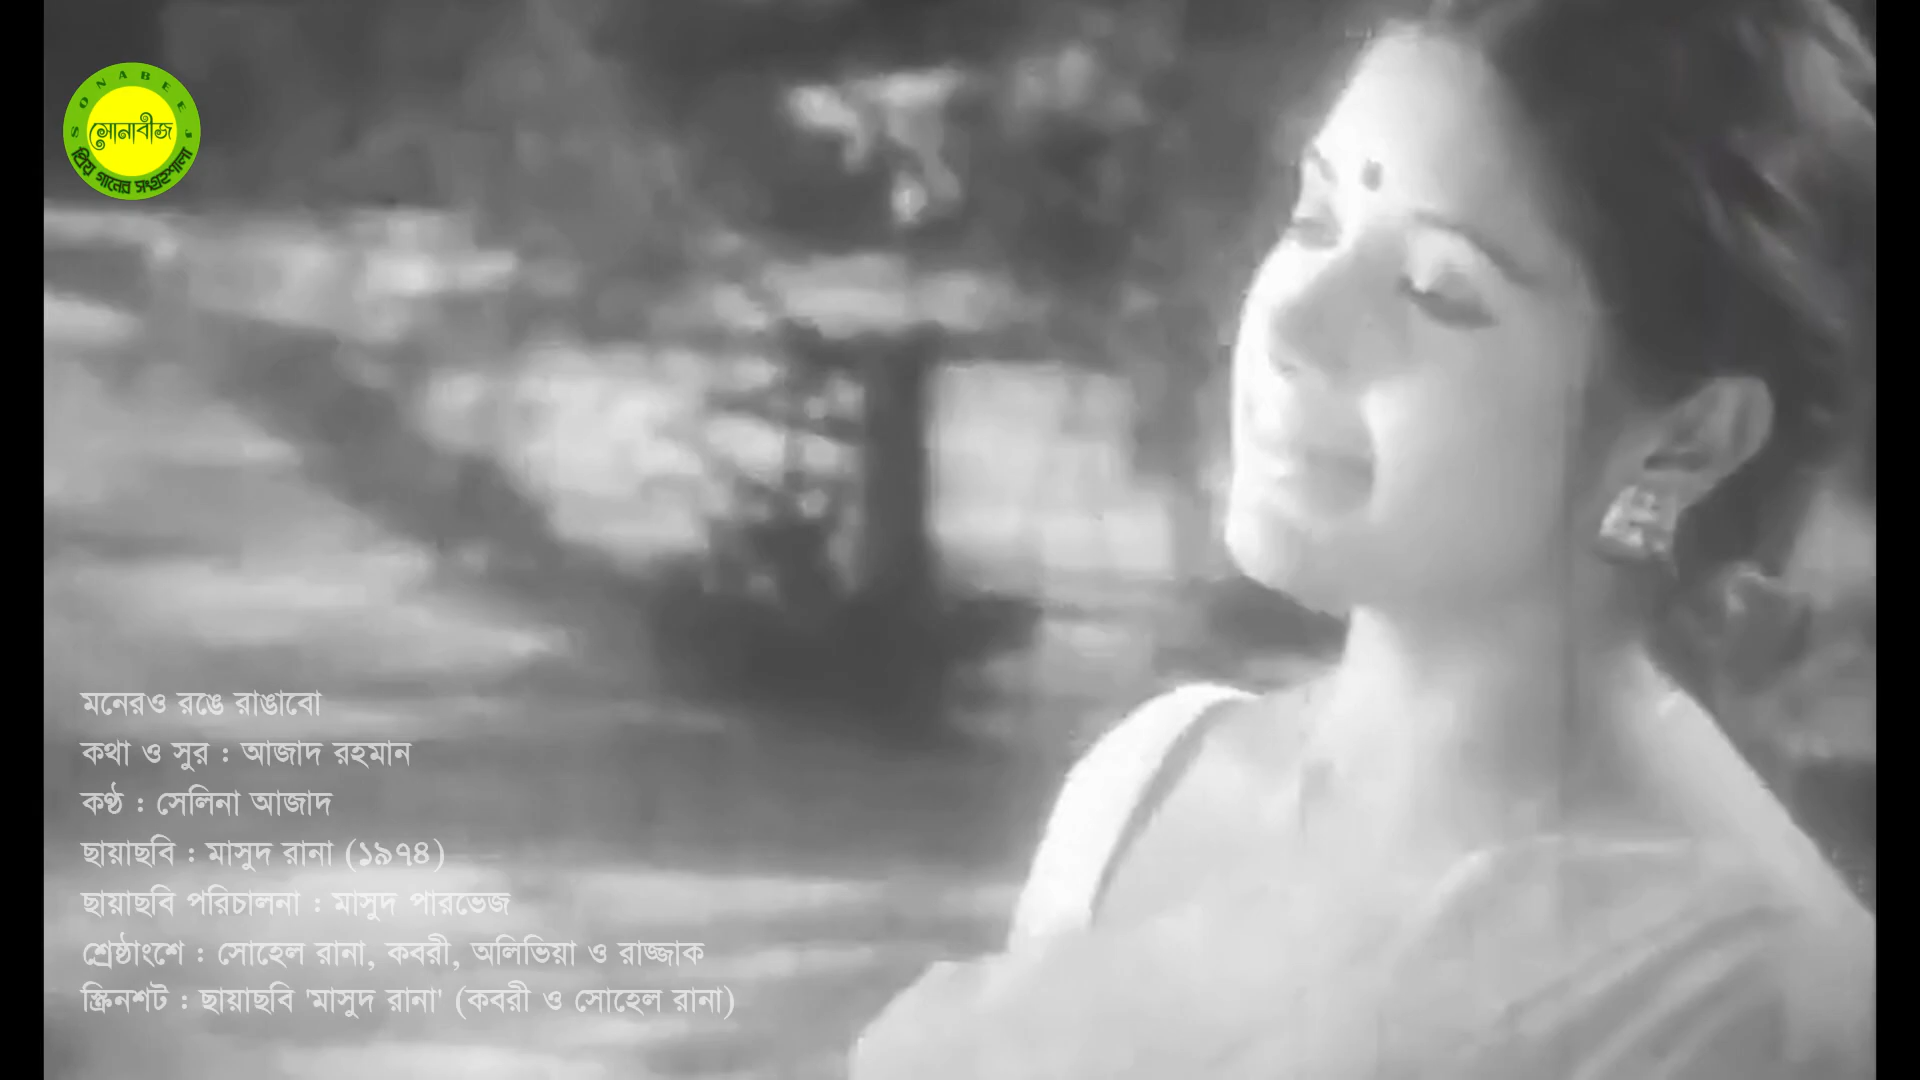 SONABEEJ
সোনাবীজ
প্রিয় গানের সংগ্রহশালা
মনেরও রঙে রাঙাবো
কথা ও সুর : আজাদ রহমান
কণ্ঠ : সেলিনা আজাদ
ছায়াছবি : মাসুদ রানা (১৯৭৪)
ছায়াছবি পরিচালনা : মাসুদ পারভেজ
শ্রেষ্ঠাংশে : সোহেল রানা, কবরী, অলিভিয়া ও রাজ্জাক
স্ক্রিনশট : ছায়াছবি 'মাসুদ রানা' (কবরী ও সোহেল রানা)